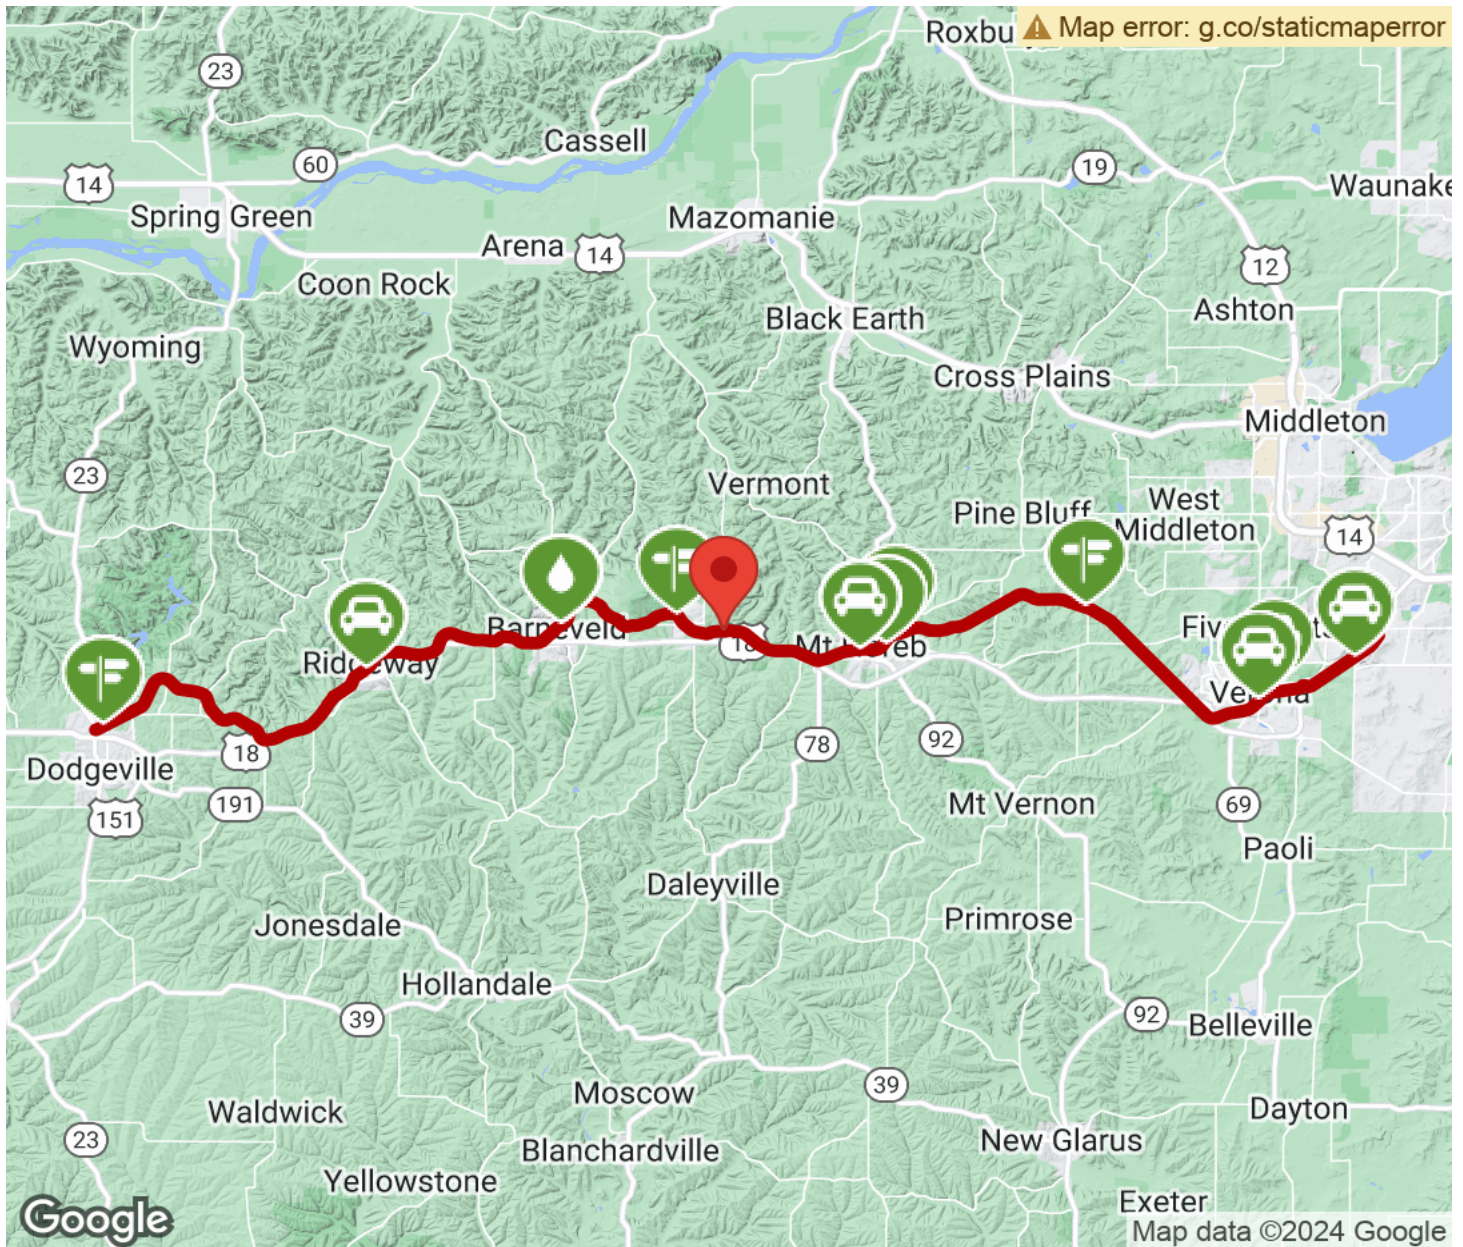 Roxbu
Map error: g.co/staticmaperror
23
Cassell
60
19
14
Waunake
Spring Green
Mazomanie
Arena
14
12
Coon Rock
Ashton
Black Earth
Wyoming
Cross Plains
Middleton
23
Vermont
West
Middleton
Pine Bluff
14
Barneveld
18
Ridgeway
Dodgeville
18
78
92
191
151
Mt Vernon
69
Paoli
Daleyville
Primrose
Jonesdale
Hollandale
39
92
Belleville
Moscow
39
Waldwick
Dayton
23
New Glarus
Blanchardville
Yellowstone
Exeter
Google
Map data ©2024 Google